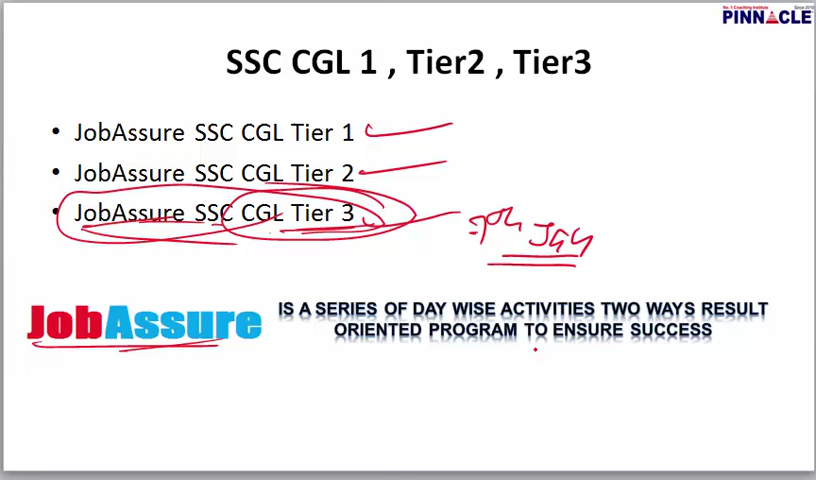 No. 1 Coaching Institute Since 2010
PINNACLE
SSC CGL 1 , Tier2 , Tier3
• JobAssure SSC CGL Tier 1
• JobAssure SSC CGL Tier 2
• JobAssure SSC CGL Tier 3
JobAssure
IS A SERIES OF DAY WISE ACTIVITIES TWO WAYS RESULT
ORIENTED PROGRAM TO ENSURE SUCCESS